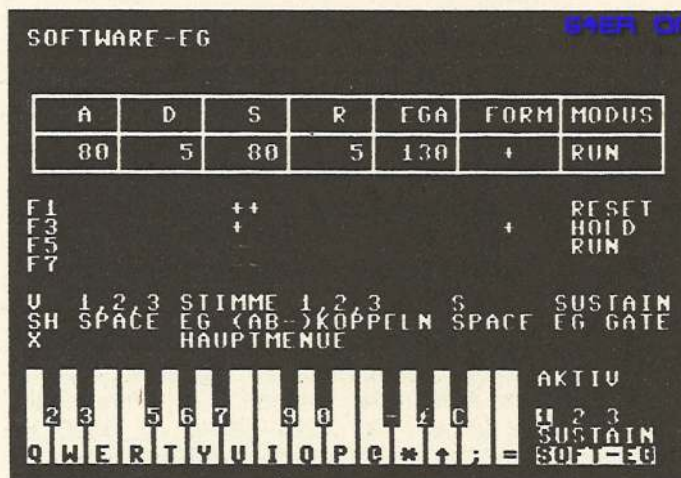 64ER ON
SOFTWARE-EG
A D S R EGA FORM MODUS
80 5 80 5 130 + RUN
F1 ++ RESET
F3 + + HOLD
F5 - RUN
F7 --
V 1,2,3 STIMME 1,2,3 S SUSTAIN
SH SPACE EG (AB-)KOPPELN SPACE EG GATE
X HAUPTMENUE
AKTIV
2 3 5 6 7 9 0 - £ C
1 2 3
SUSTAIN
Q W E R T Y U I O P @ * ↑ ; =
SOFT-EG